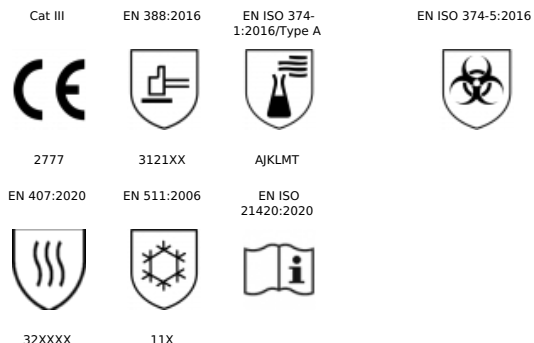 Cat III
EN 388:2016
EN ISO 374-
1:2016/Type A
EN ISO 374-5:2016
CE
2777
3121XX
AJKLMT
EN 407:2020
EN 511:2006
EN ISO
21420:2020
i
32XXXX
11X